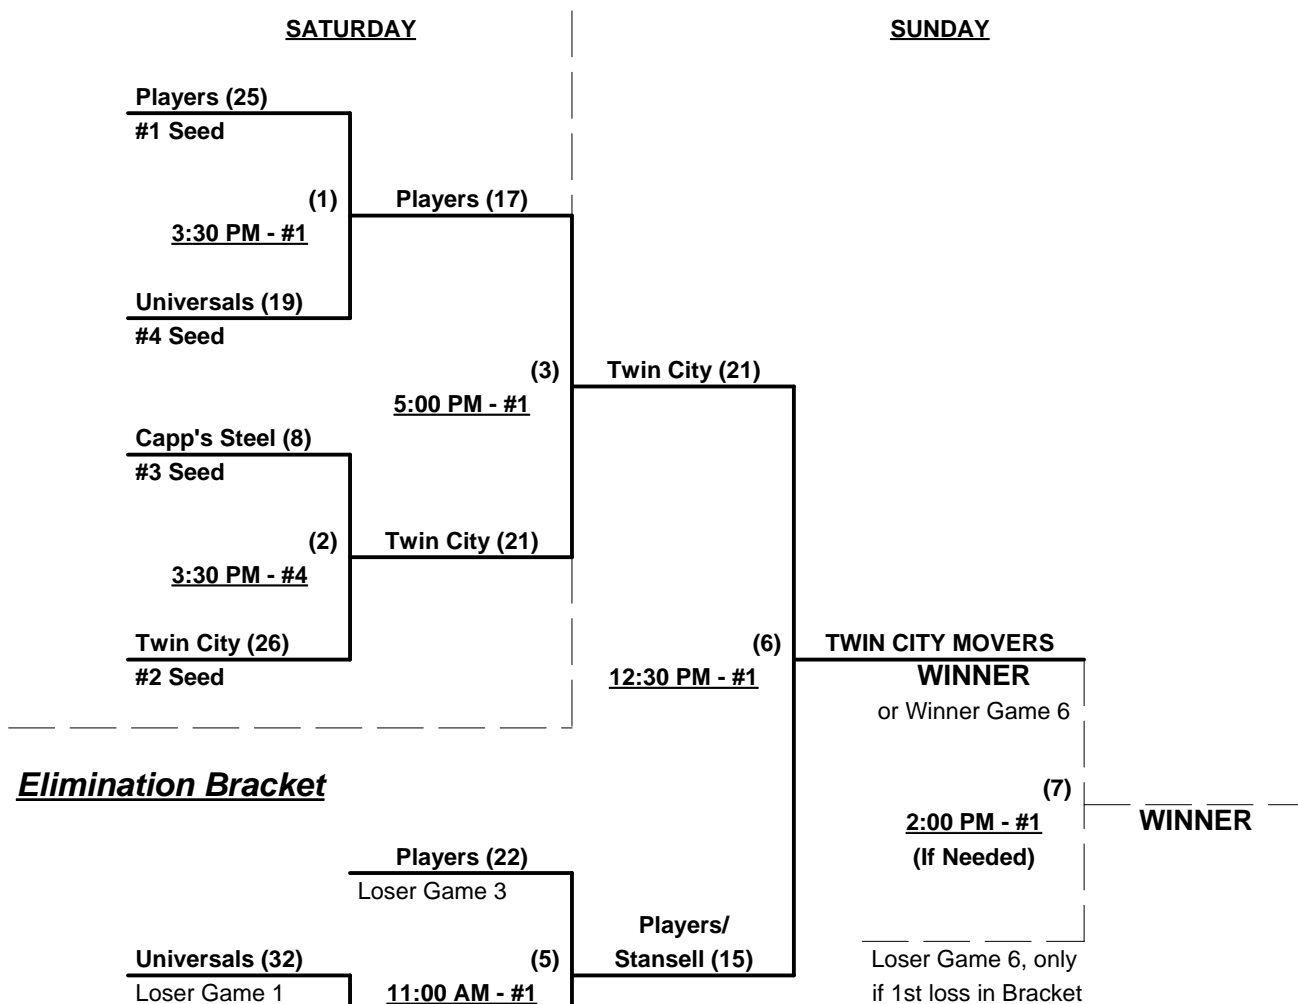 SATURDAY
SUNDAY
Players (25)
#1 Seed
(1)
Players (17)
3:30 PM - #1
Universals (19)
#4 Seed
(3)
Twin City (21)
5:00 PM - #1
Capp's Steel (8)
#3 Seed
(2)
Twin City (21)
3:30 PM - #4
Twin City (26)
#2 Seed
(6)
TWIN CITY MOVERS
12:30 PM - #1
WINNER
or Winner Game 6
Elimination Bracket
(7)
2:00 PM - #1
WINNER
(If Needed)
Players (22)
Loser Game 3
Players/
Stansell (15)
Universals (32)
(5)
Loser Game 6, only
Loser Game 1
11:00 AM - #1
if 1st loss in Bracket